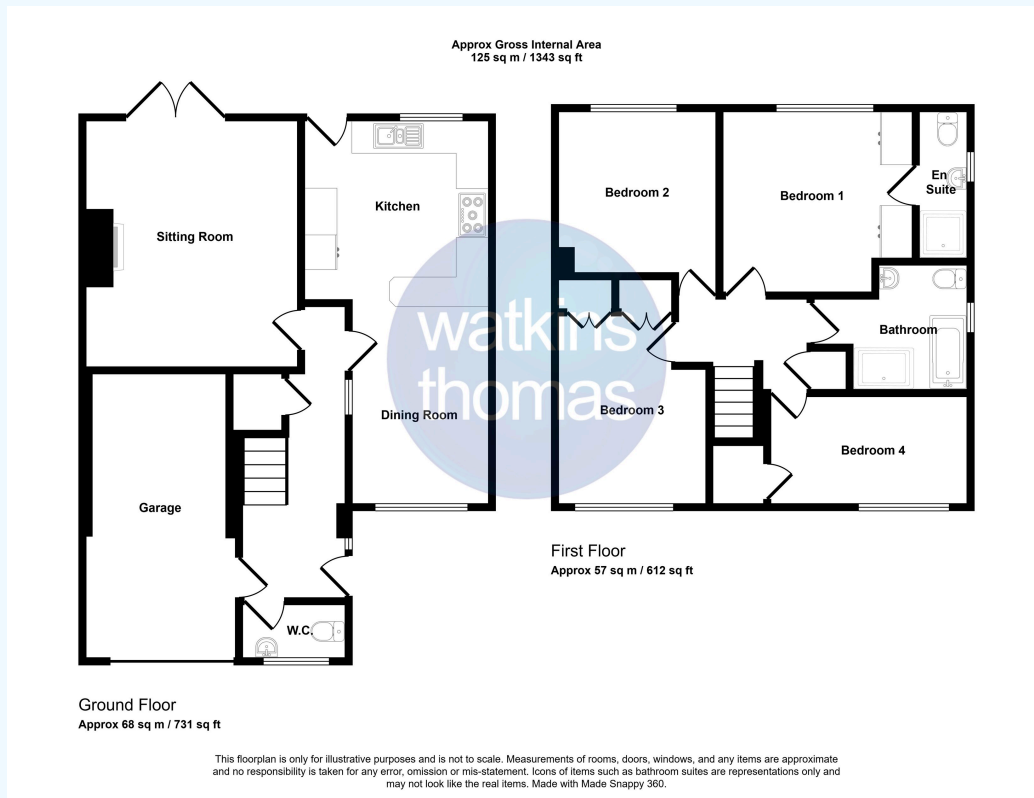 Approx Gross Internal Area
125 sq m / 1343 sq ft
Sitting Room
Kitchen
Dining Room
Garage
W.C.
Bedroom 2
Bedroom 1
En
Suite
Bathroom
Bedroom 3
Bedroom 4
watkins
thomas
First Floor
Approx 57 sq m / 612 sq ft
Ground Floor
Approx 68 sq m / 731 sq ft
This floorplan is only for illustrative purposes and is not to scale. Measurements of rooms, doors, windows, and any items are approximate
and no responsibility is taken for any error, omission or mis-statement. Icons of items such as bathroom suites are representations only and
may not look like the real items. Made with Made Snappy 360.